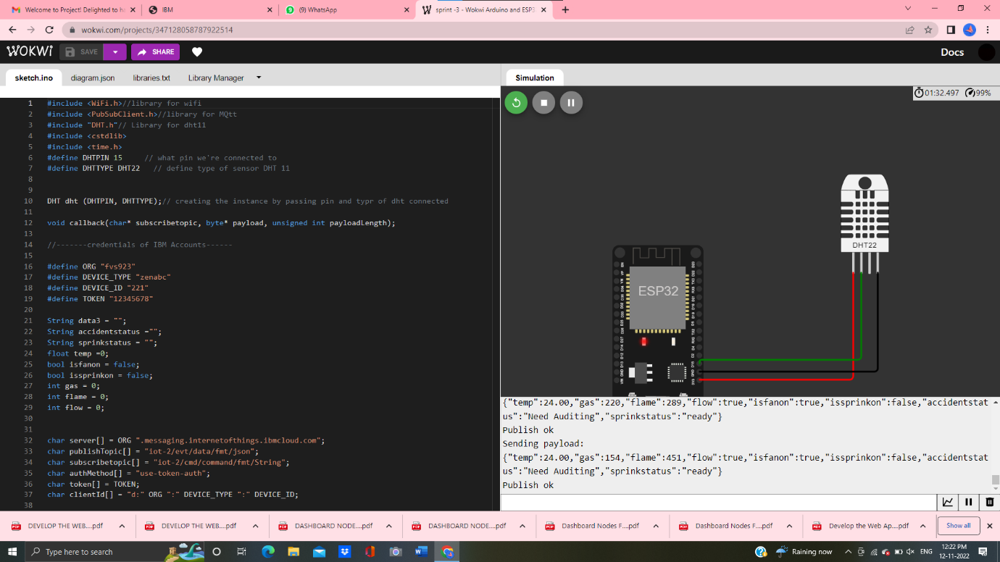 Welcome to Project! Delighted to ha
IBM
(9) WhatsApp
sprint -3 - Wokwi Arduino and ESP3
wokwi.com/projects/347128058787922514
WOKWi
SAVE
SHARE
Docs
sketch.ino
diagram.json
libraries.txt
Library Manager
Simulation
01:32.497
99%
1 #include <WiFi.h>//library for wifi
2 #include <PubSubClient.h>//library for MQtt
3 #include "DHT.h"// Library for dht11
4 #include <cstdlib>
5 #include <time.h>
6 #define DHTPIN 15 // what pin we're connected to
7 #define DHTTYPE DHT22 // define type of sensor DHT 11
8
9
10 DHT dht (DHTPIN, DHTTYPE);// creating the instance by passing pin and typr of dht connected
11
12 void callback(char* subscribetopic, byte* payload, unsigned int payloadLength);
13
14 //-------credentials of IBM Accounts------
15
16 #define ORG "fvs923"
17 #define DEVICE_TYPE "zenabc"
18 #define DEVICE_ID "221"
19 #define TOKEN "12345678"
20
21 String data3 = "";
22 String accidentstatus ="";
23 String sprinkstatus = "";
24 float temp =0;
25 bool isfanon = false;
26 bool issprinkon = false;
27 int gas = 0;
28 int flame = 0;
29 int flow = 0;
30
31
32 char server[] = ORG ".messaging.internetofthings.ibmcloud.com";
33 char publishTopic[] = "iot-2/evt/data/fmt/json";
34 char subscribetopic[] = "iot-2/cmd/command/fmt/String";
35 char authMethod[] = "use-token-auth";
36 char token[] = TOKEN;
37 char clientId[] = "d:" ORG ":" DEVICE_TYPE ":" DEVICE_ID;
38
DHT22
ESP32
{"temp":24.00,"gas":220,"flame":289,"flow":true,"isfanon":true,"issprinkon":false,"accidentstat
us":"Need Auditing","sprinkstatus":"ready"}
Publish ok
Sending payload:
{"temp":24.00,"gas":154,"flame":451,"flow":true,"isfanon":true,"issprinkon":false,"accidentstat
us":"Need Auditing","sprinkstatus":"ready"}
Publish ok
DEVELOP THE WEB....pdf
DEVELOP THE WEB....pdf
DASHBOARD NODE....pdf
DASHBOARD NODE....pdf
Dashboard Nodes F....pdf
Dashboard Nodes F....pdf
Develop the Web Ap....pdf
Show all
Type here to search
Raining now
ENG
12:22 PM
12-11-2022